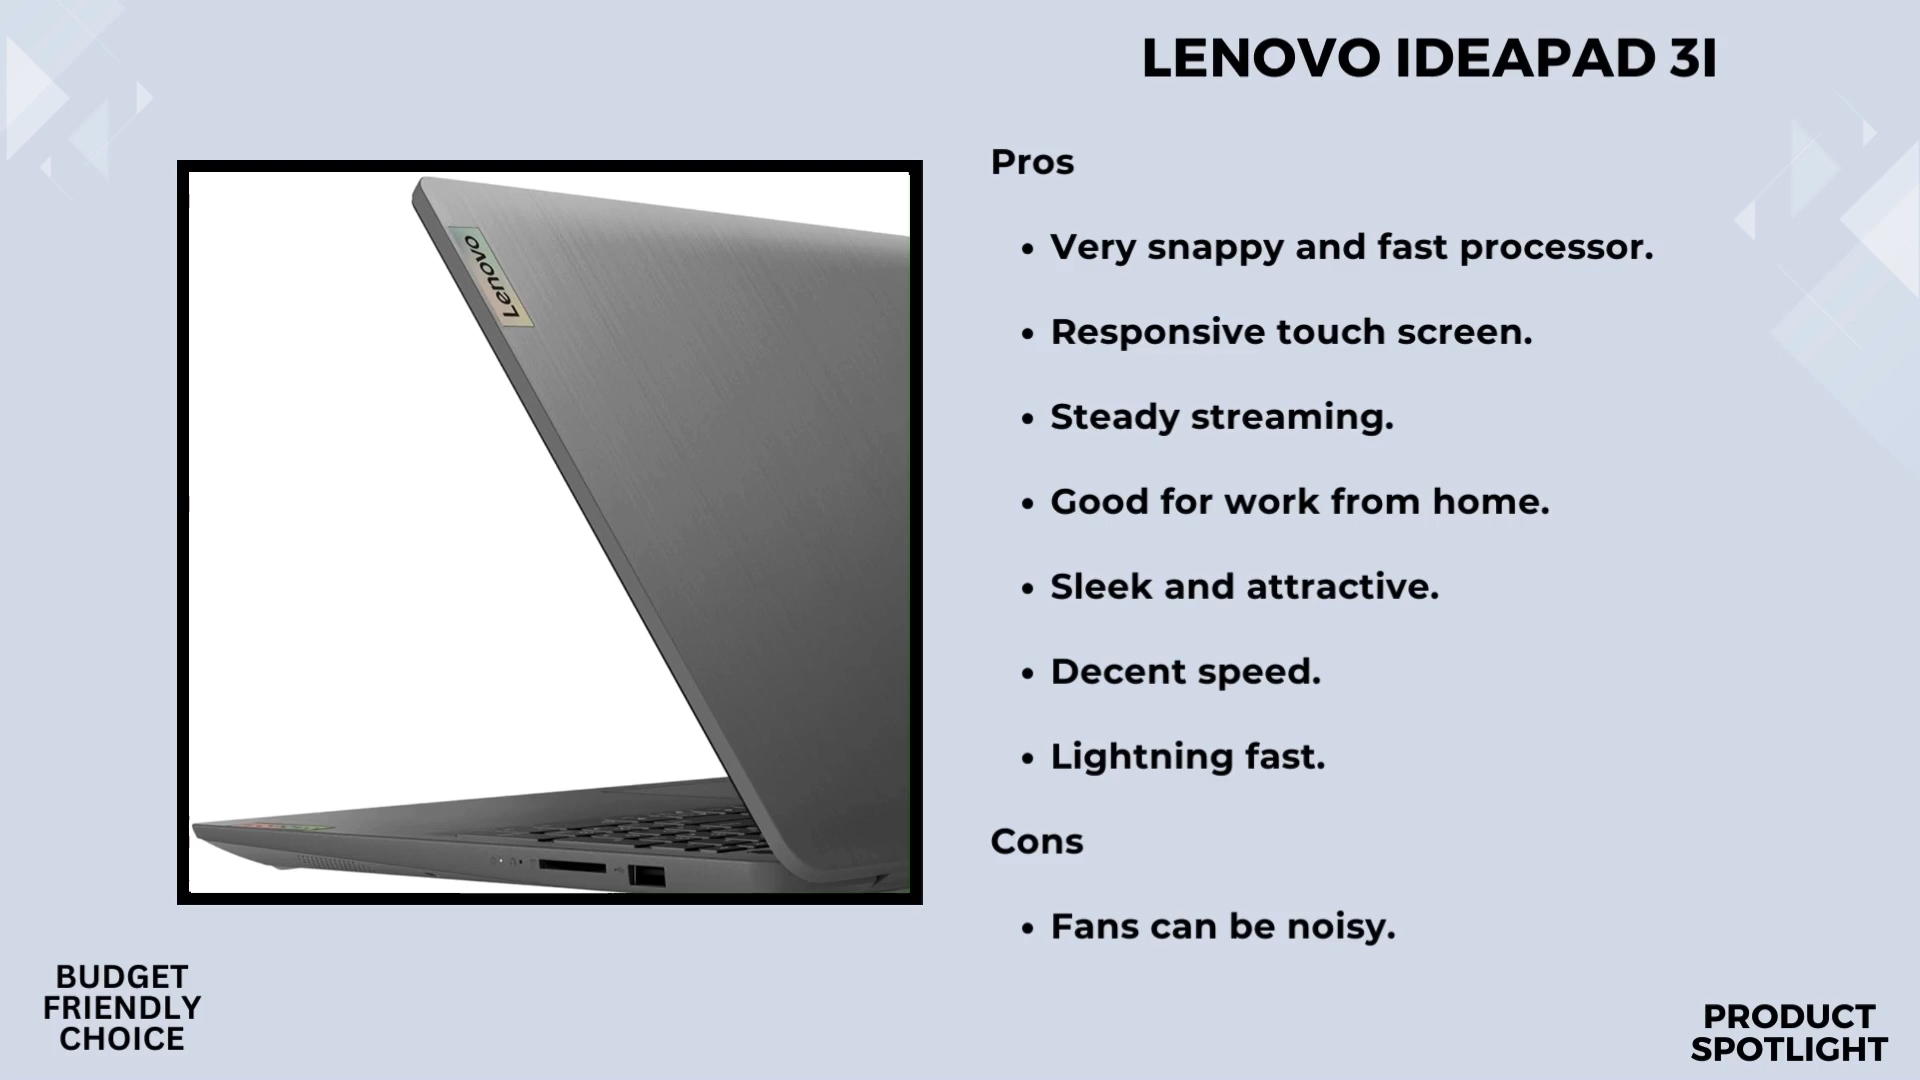 LENOVO IDEAPAD 3I
Lenovo
Pros
Very snappy and fast processor.
Responsive touch screen.
Steady streaming.
Good for work from home.
Sleek and attractive.
Decent speed.
Lightning fast.
Cons
Fans can be noisy.
BUDGET
FRIENDLY
CHOICE
PRODUCT
SPOTLIGHT